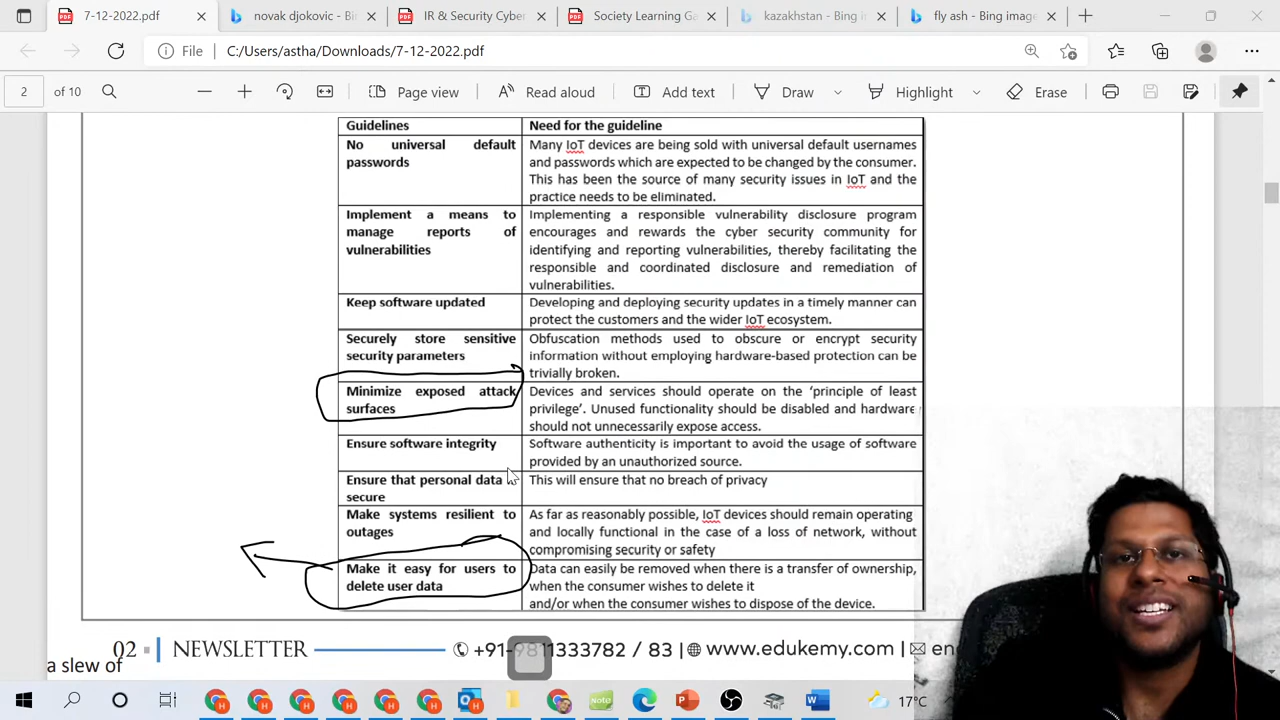 7-12-2022.pdf
novak djokovic - Bi
IR & Security Cyber
Society Learning Ga
kazakhstan - Bing i
fly ash - Bing image
File
C:/Users/astha/Downloads/7-12-2022.pdf
2 of 10
Page view
Read aloud
Add text
Draw
Highlight
Erase
Guidelines
Need for the guideline
No universal default
passwords
Many IoT devices are being sold with universal default usernames
and passwords which are expected to be changed by the consumer.
This has been the source of many security issues in IoT and the
practice needs to be eliminated.
Implement a means to
manage reports of
vulnerabilities
Implementing a responsible vulnerability disclosure program
encourages and rewards the cyber security community for
identifying and reporting vulnerabilities, thereby facilitating the
responsible and coordinated disclosure and remediation of
vulnerabilities.
Keep software updated
Developing and deploying security updates in a timely manner can
protect the customers and the wider IoT ecosystem.
Securely store sensitive
security parameters
Obfuscation methods used to obscure or encrypt security
information without employing hardware-based protection can be
trivially broken.
Minimize exposed attack
surfaces
Devices and services should operate on the ‘principle of least
privilege’. Unused functionality should be disabled and hardware
should not unnecessarily expose access.
Ensure software integrity
Software authenticity is important to avoid the usage of software
provided by an unauthorized source.
Ensure that personal data
secure
This will ensure that no breach of privacy
Make systems resilient to
outages
As far as reasonably possible, IoT devices should remain operating
and locally functional in the case of a loss of network, without
compromising security or safety
Make it easy for users to
delete user data
Data can easily be removed when there is a transfer of ownership,
when the consumer wishes to delete it
and/or when the consumer wishes to dispose of the device.
02 NEWSLETTER
+91-9811333782 / 83 | www.edukemy.com |
a slew of
17°C